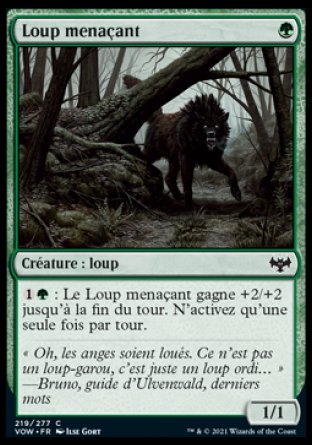 Loup menaçant
Créature : loup
1 : Le Loup menaçant gagne +2/+2
jusqu'à la fin du tour. N'activez qu'une
seule fois par tour.
« Oh, les anges soient loués. Ce n'est pas
un loup-garou, c'est juste un loup ordi… »
—Bruno, guide d'Ulvenwald, derniers
mots
1/1
219/277 C
VOW • FR Ilse Gort
™ & © 2021 Wizards of the Coast